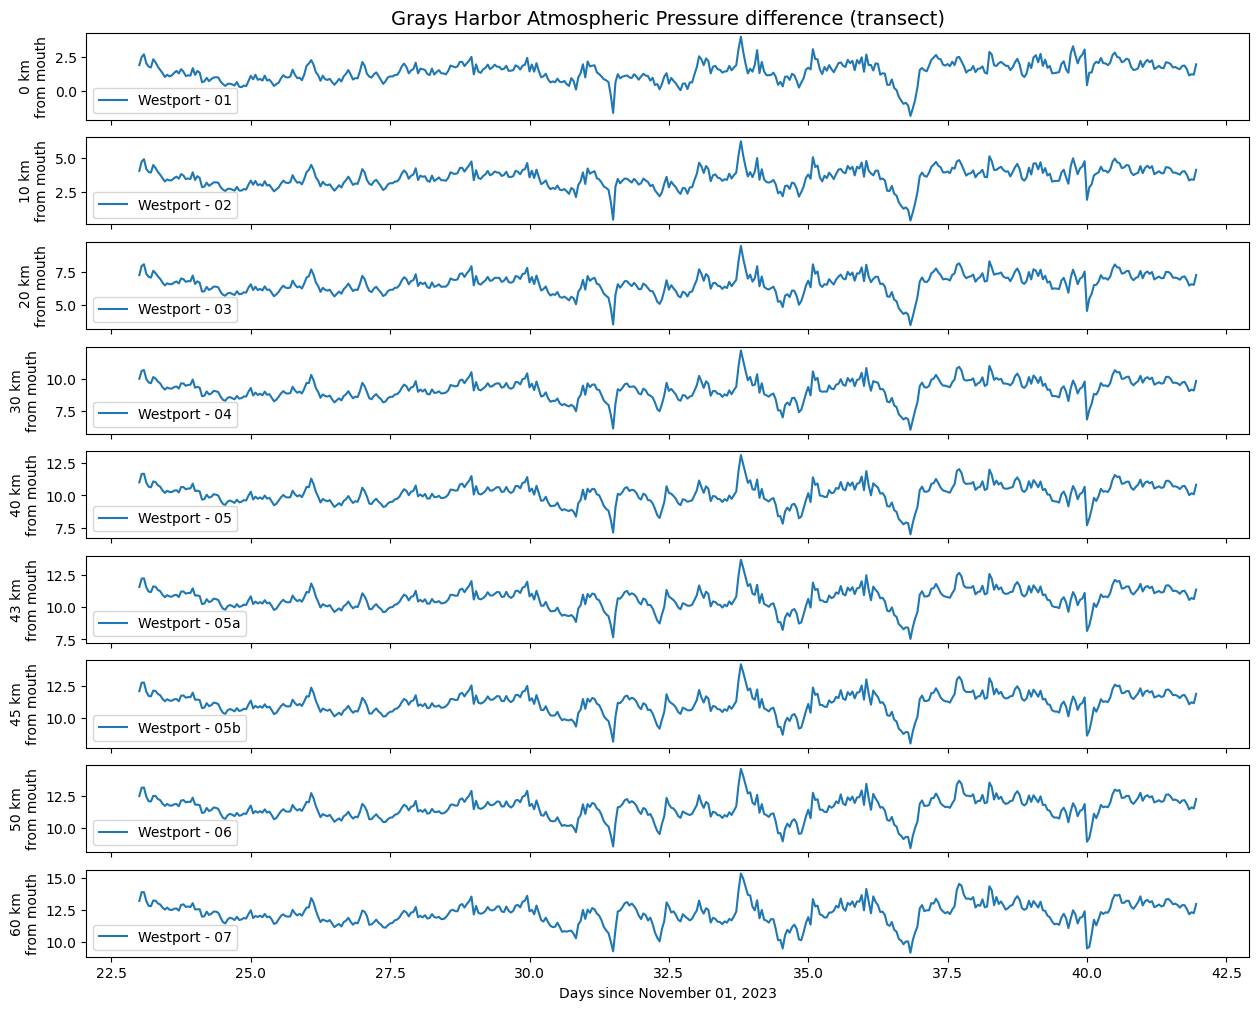 Grays Harbor Atmospheric Pressure difference (transect)
0 km
from mouth
2.5
0.0
Westport - 01
10 km
from mouth
5.0
2.5
Westport - 02
20 km
from mouth
7.5
5.0
Westport - 03
30 km
from mouth
10.0
7.5
Westport - 04
40 km
from mouth
12.5
10.0
7.5
Westport - 05
43 km
from mouth
12.5
10.0
7.5
Westport - 05a
45 km
from mouth
12.5
10.0
Westport - 05b
50 km
from mouth
12.5
10.0
Westport - 06
60 km
from mouth
15.0
12.5
10.0
Westport - 07
22.5 25.0 27.5 30.0 32.5 35.0 37.5 40.0 42.5
Days since November 01, 2023